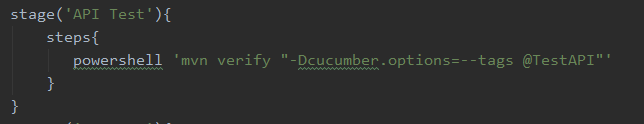 stage('API Test'){
steps{
powershell 'mvn verify "-Dcucumber.options=--tags @TestAPI"'
}
}